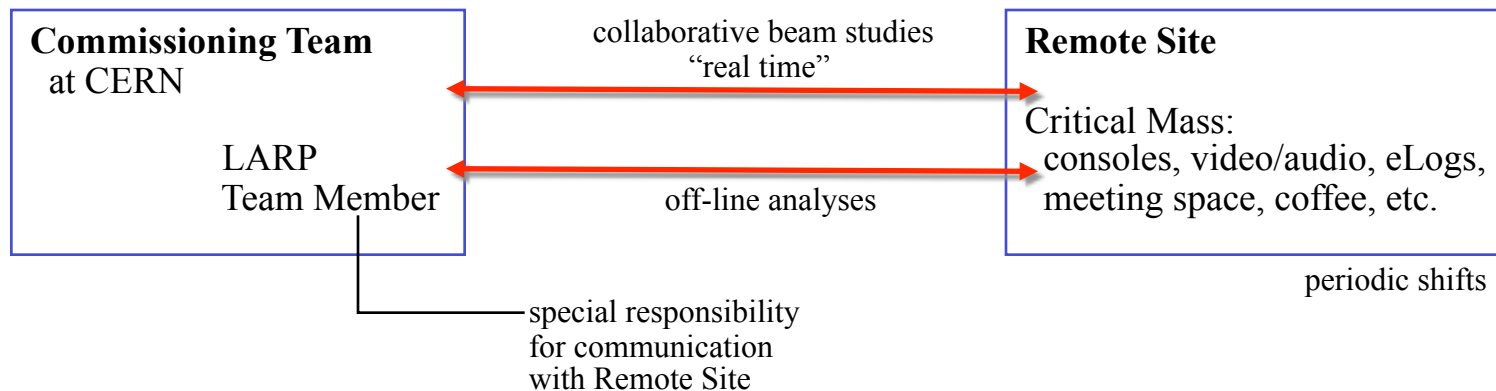 Commissioning Team
at CERN
LARP
Team Member
collaborative beam studies
“real time”
off-line analyses
Remote Site
Critical Mass:
consoles, video/audio, eLogs,
meeting space, coffee, etc.
periodic shifts
special responsibility
for communication
with Remote Site